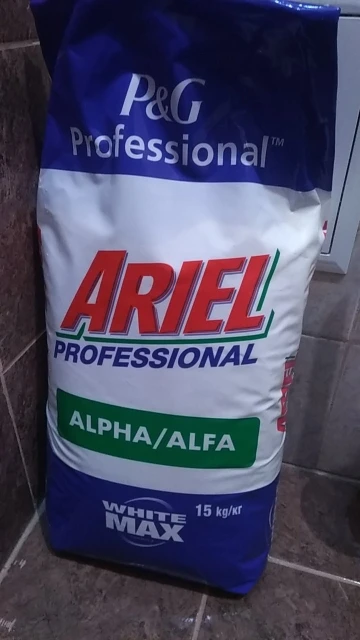 P&G
Professional™
ARIEL
PROFESSIONAL
ALPHA/ALFA
WHITE
MAX
15 kg/кг